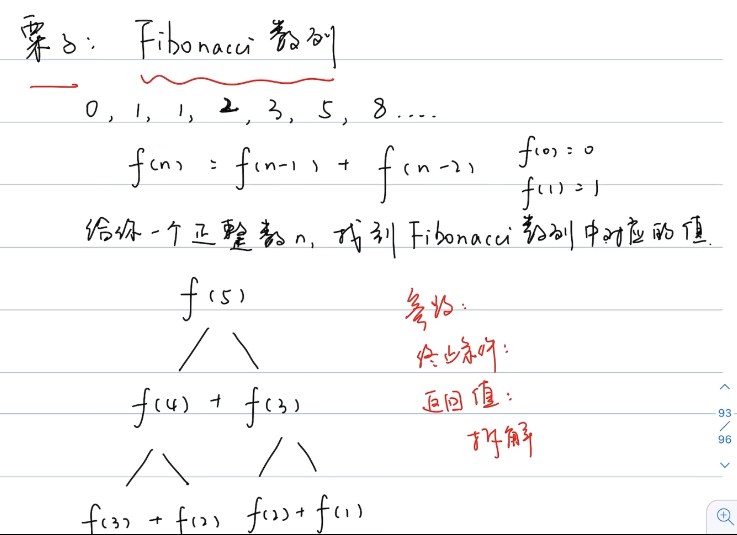 栗子: Fibonacci 数列
0, 1, 1, 2, 3, 5, 8 ....
f(n) = f(n-1) + f(n-2)
f(0) = 0
f(1) = 1
给你一个正整数n, 找到 Fibonacci 数列中对应的值.
f(5)
f(4) + f(3)
f(3) + f(2) f(2) + f(1)
参数:
终止条件:
返回值:
拆解
93
96